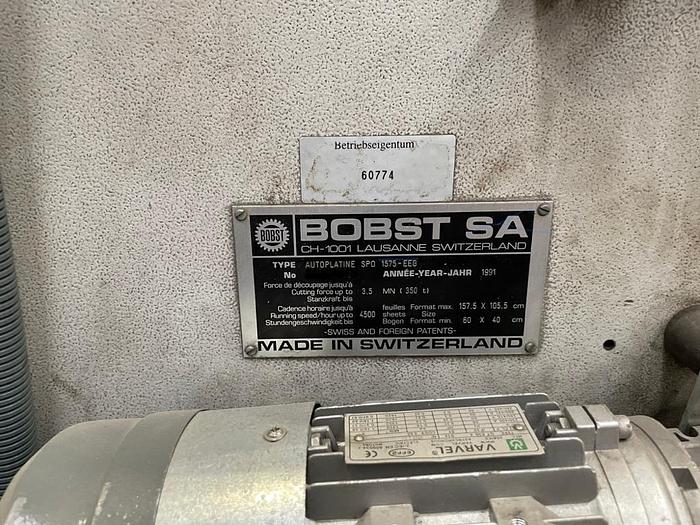 Betriebseigentum
60774
BOBST
BOBST SA
CH-1001 LAUSANNE SWITZERLAND
TYPE AUTOPLATINE SPO 1575-EEG
No ANNÉE-YEAR-JAHR 1991
Force de découpage jusqu'à
Cutting force up to 3.5 MN ( 350 t)
Stanzkraft bis
Cadence horaire jusqu'à feuilles Format max. 157.5 X 105.5 cm
Running speed/hour up to 4500 sheets Size
Stundengeschwindigkeit bis Bogen Format min. 60 X 40 cm
-SWISS AND FOREIGN PATENTS-
MADE IN SWITZERLAND
VARVEL